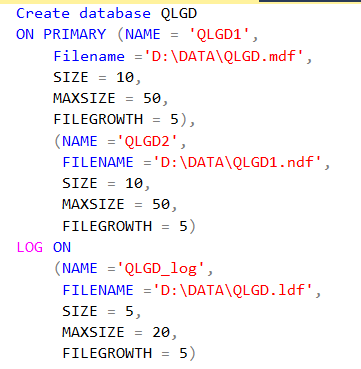 Create database QLGD
ON PRIMARY (NAME = 'QLGD1',
Filename ='D:\DATA\QLGD.mdf',
SIZE = 10,
MAXSIZE = 50,
FILEGROWTH = 5),
(NAME ='QLGD2',
FILENAME ='D:\DATA\QLGD1.ndf',
SIZE = 10,
MAXSIZE = 50,
FILEGROWTH = 5)
LOG ON
(NAME ='QLGD_log',
FILENAME ='D:\DATA\QLGD.ldf',
SIZE = 5,
MAXSIZE = 20,
FILEGROWTH = 5)